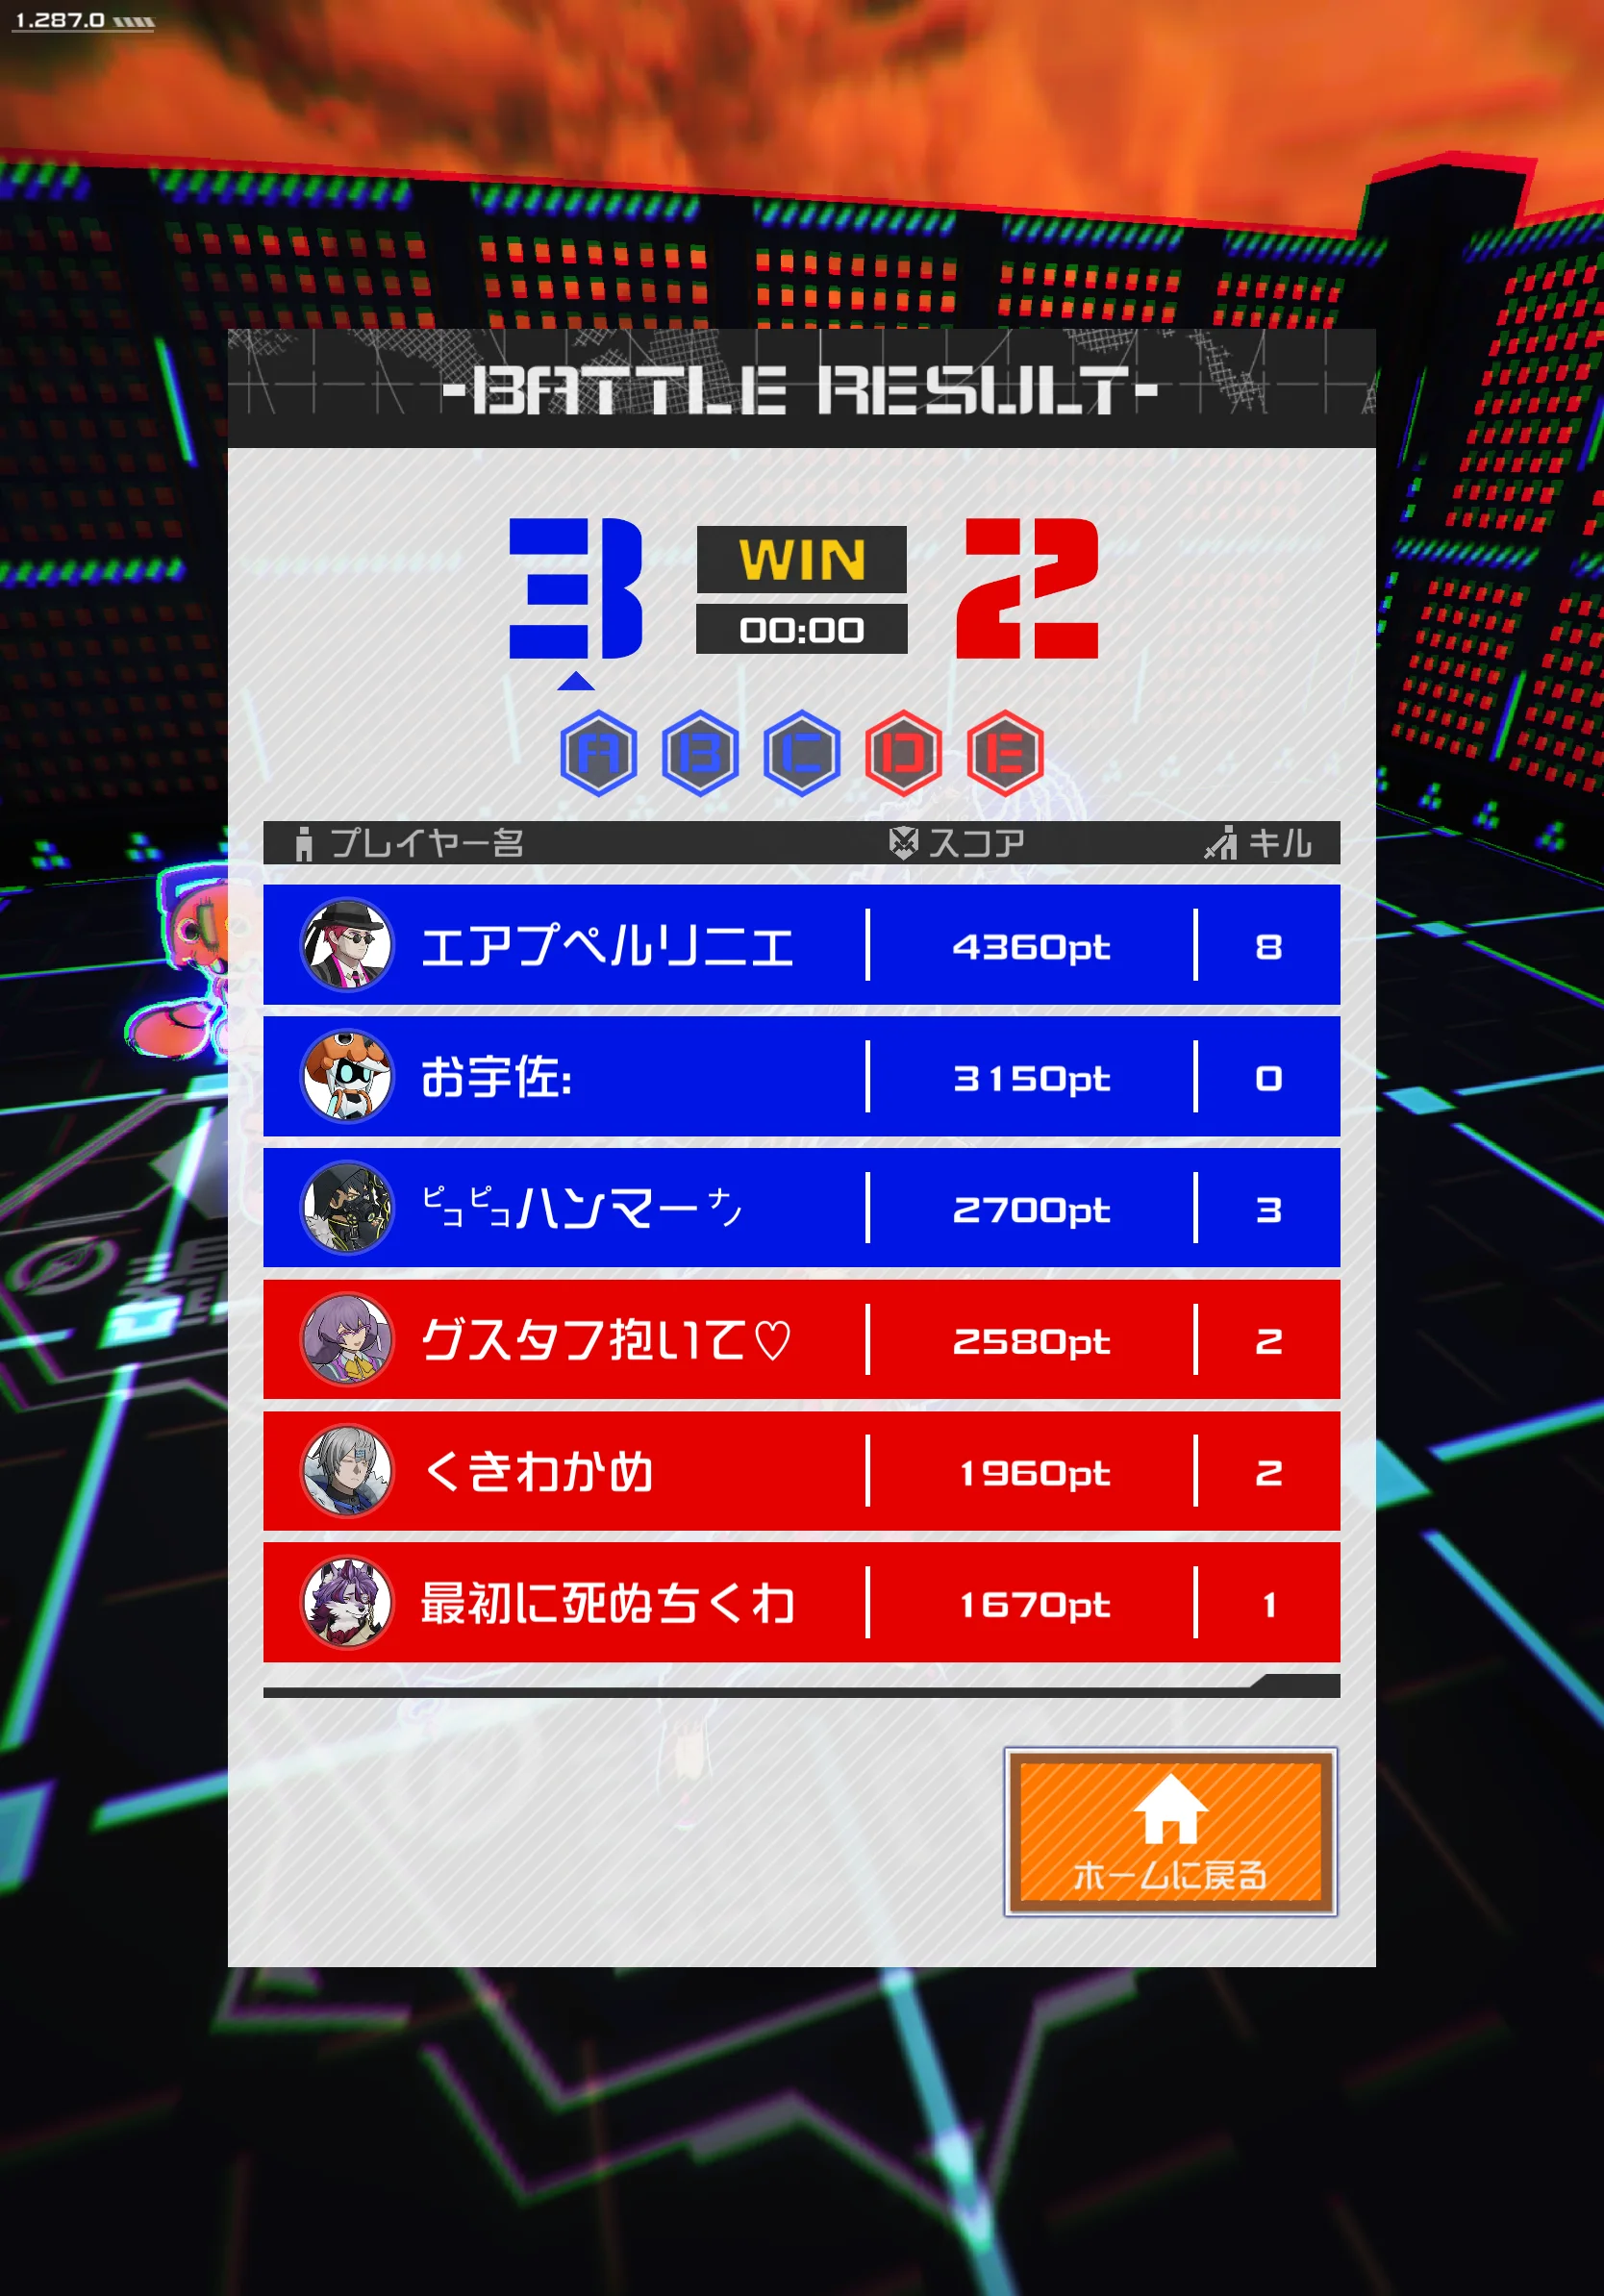 1.287.0
-BATTLE RESULT-
3 WIN 2
00:00
A B C D E
プレイヤー名 スコア キル
エアプペルリニエ 4360pt 8
お宇佐: 3150pt 0
ピコピコハンマーナノ 2700pt 3
グスタフ抱いて♡ 2580pt 2
くきわかめ 1960pt 2
最初に死ぬちくわ 1670pt 1
ホームに戻る